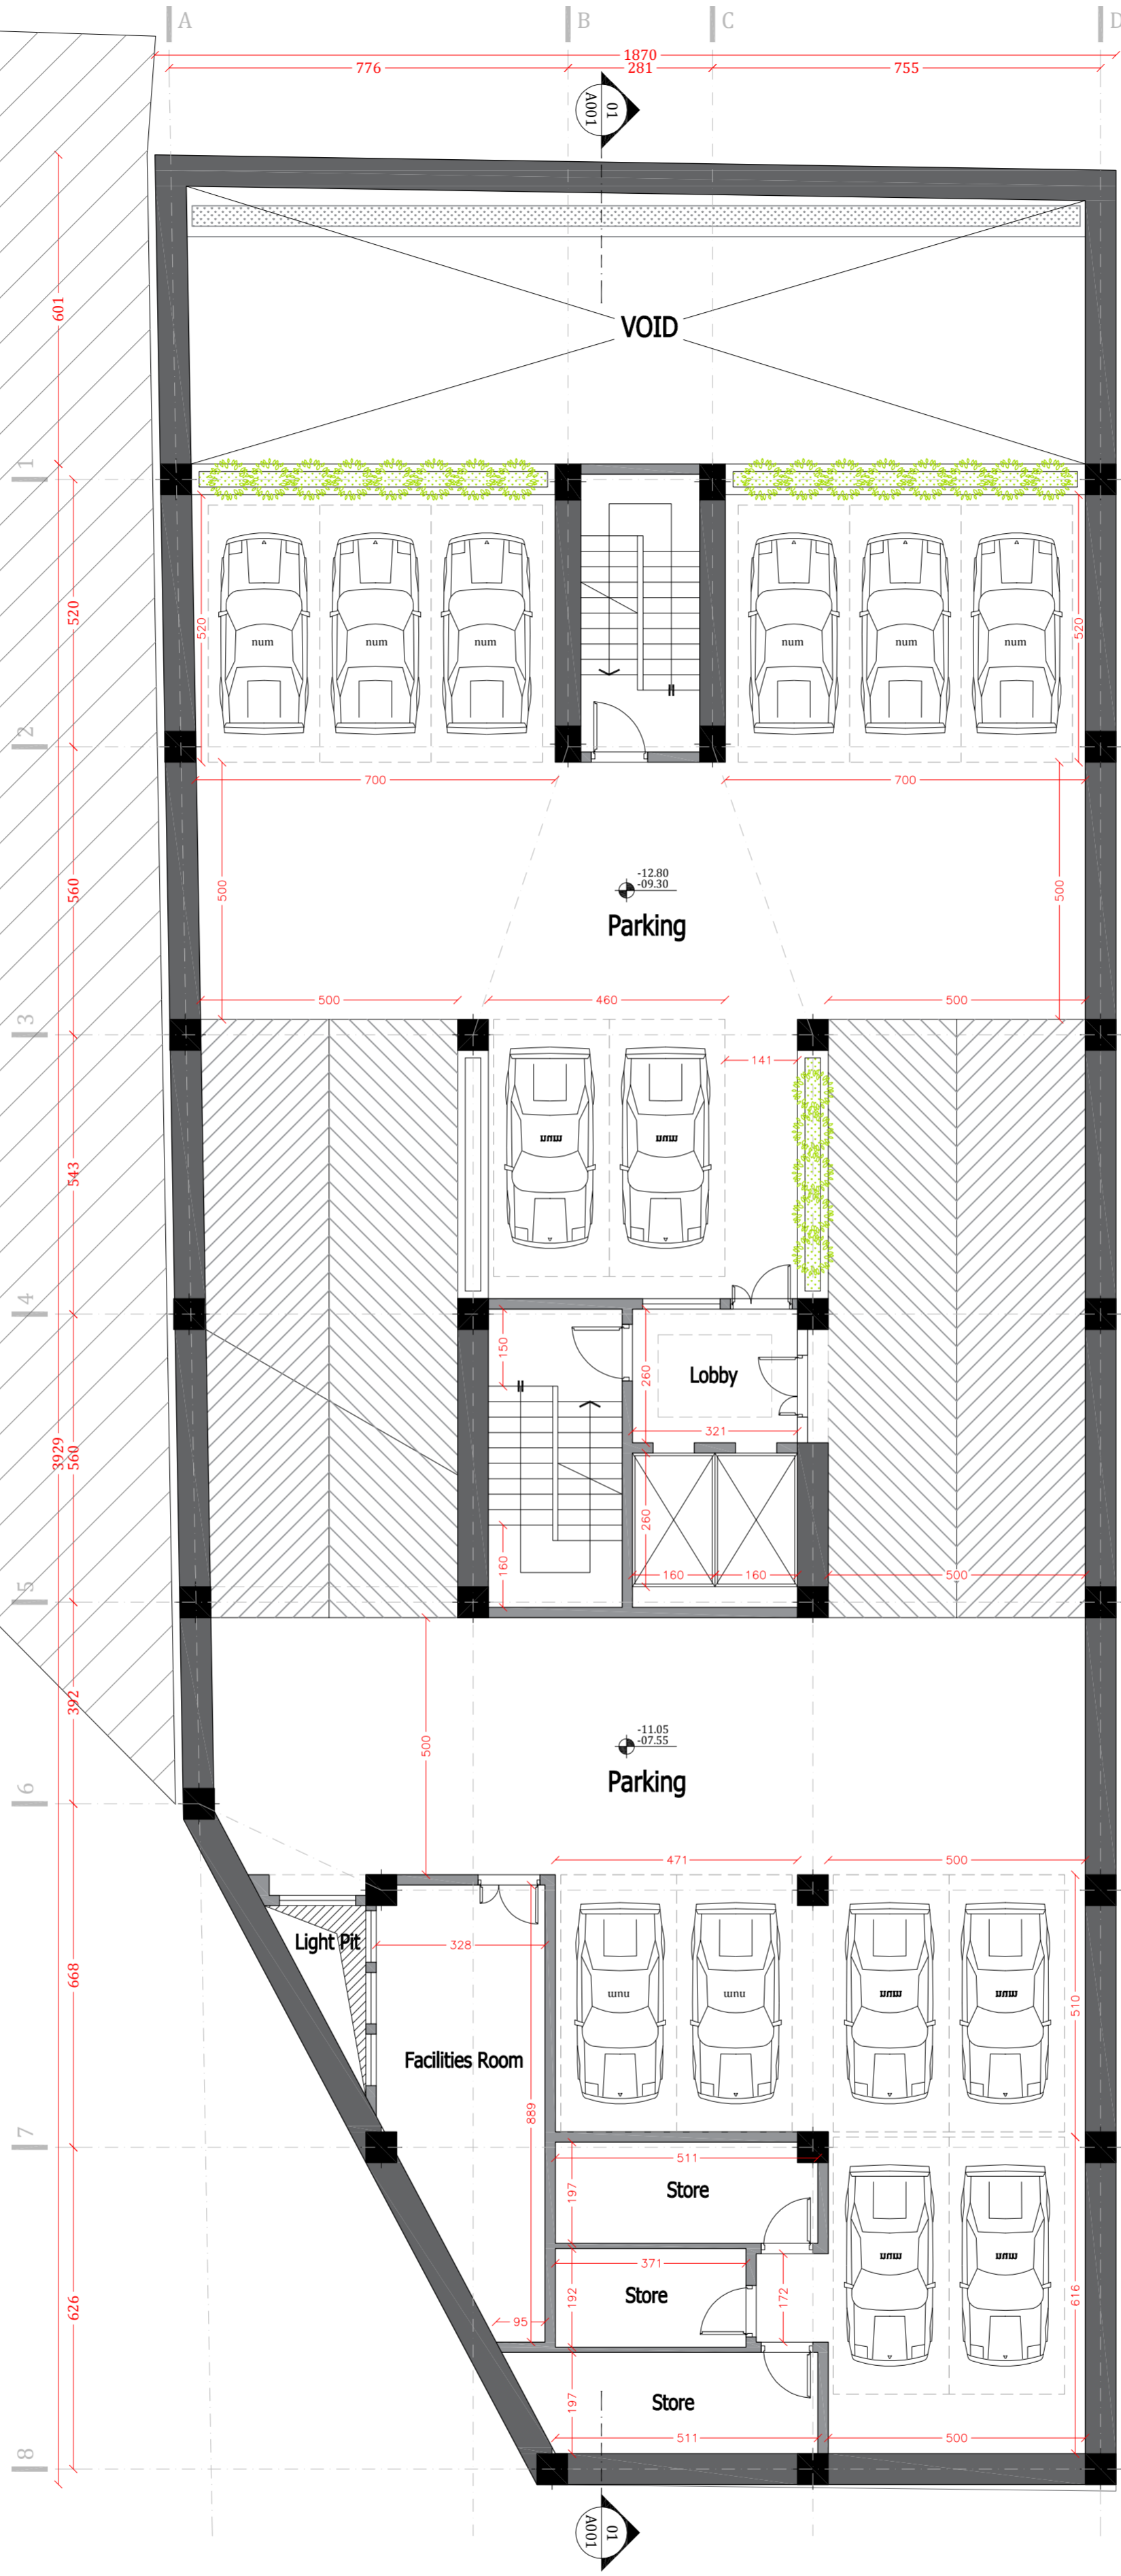 A
B
C
D
1870
776
281
755
01
A001
601
VOID
1
520
520
520
num
num
num
num
num
num
2
700
700
560
500
500
-12.80
-09.30
Parking
3
500
460
500
141
543
num
num
4
150
260
Lobby
321
3929
560
260
160
160
160
500
5
392
500
-11.05
-07.55
Parking
6
471
500
Light Pit
328
668
510
num
num
num
num
Facilities Room
889
7
511
197
Store
num
num
371
192
Store
172
616
626
95
197
Store
511
500
8
01
A001